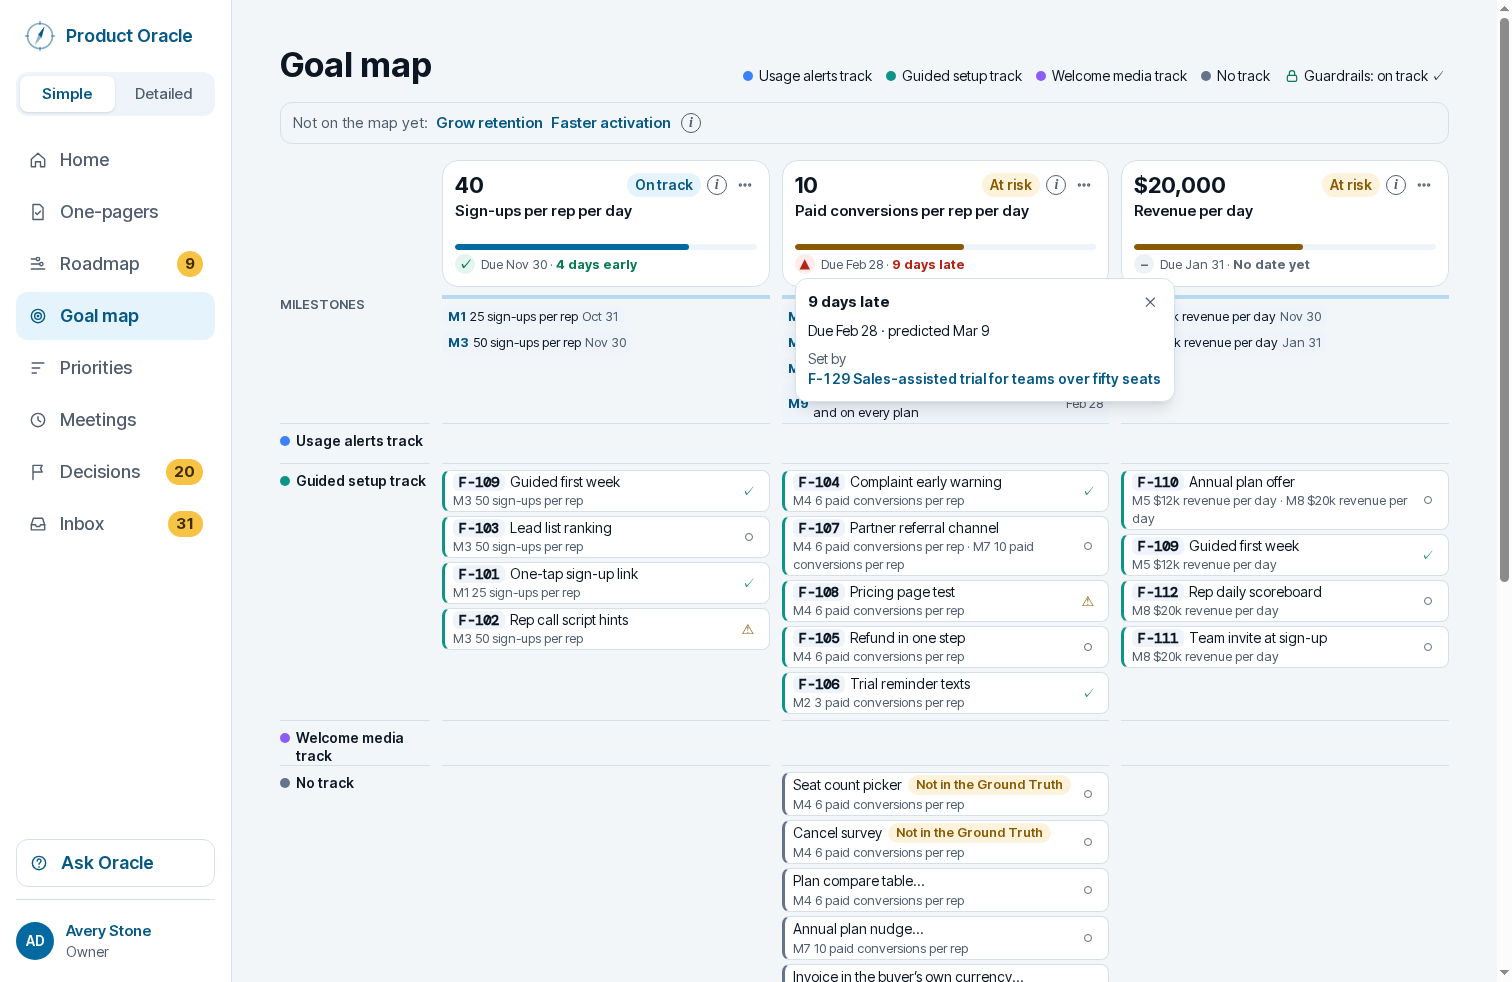 Product Oracle
Simple
Detailed
Home
One-pagers
Roadmap 9
Goal map
Priorities
Meetings
Decisions 20
Inbox 31
Ask Oracle
AD
Avery Stone
Owner
Goal map
Usage alerts track
Guided setup track
Welcome media track
No track
Guardrails: on track ✓
Not on the map yet: Grow retention Faster activation i
40 On track i •••
Sign-ups per rep per day
✓ Due Nov 30 · 4 days early
10 At risk i •••
Paid conversions per rep per day
▲ Due Feb 28 · 9 days late
$20,000 At risk i •••
Revenue per day
– Due Jan 31 · No date yet
MILESTONES
M1 25 sign-ups per rep Oct 31
M3 50 sign-ups per rep Nov 30
9 days late
Due Feb 28 · predicted Mar 9
Set by
F-129 Sales-assisted trial for teams over fifty seats
M9 and on every plan Feb 28
k revenue per day Nov 30
k revenue per day Jan 31
Usage alerts track
Guided setup track
F-109 Guided first week ✓
M3 50 sign-ups per rep
F-103 Lead list ranking
M3 50 sign-ups per rep
F-101 One-tap sign-up link ✓
M1 25 sign-ups per rep
F-102 Rep call script hints ⚠
M3 50 sign-ups per rep
F-104 Complaint early warning ✓
M4 6 paid conversions per rep
F-107 Partner referral channel
M4 6 paid conversions per rep · M7 10 paid
conversions per rep
F-108 Pricing page test ⚠
M4 6 paid conversions per rep
F-105 Refund in one step
M4 6 paid conversions per rep
F-106 Trial reminder texts ✓
M2 3 paid conversions per rep
F-110 Annual plan offer
M5 $12k revenue per day · M8 $20k revenue per
day
F-109 Guided first week ✓
M5 $12k revenue per day
F-112 Rep daily scoreboard
M8 $20k revenue per day
F-111 Team invite at sign-up
M8 $20k revenue per day
Welcome media
track
No track
Seat count picker Not in the Ground Truth
M4 6 paid conversions per rep
Cancel survey Not in the Ground Truth
M4 6 paid conversions per rep
Plan compare table…
M4 6 paid conversions per rep
Annual plan nudge…
M7 10 paid conversions per rep
Invoice in the buyer's own currency…